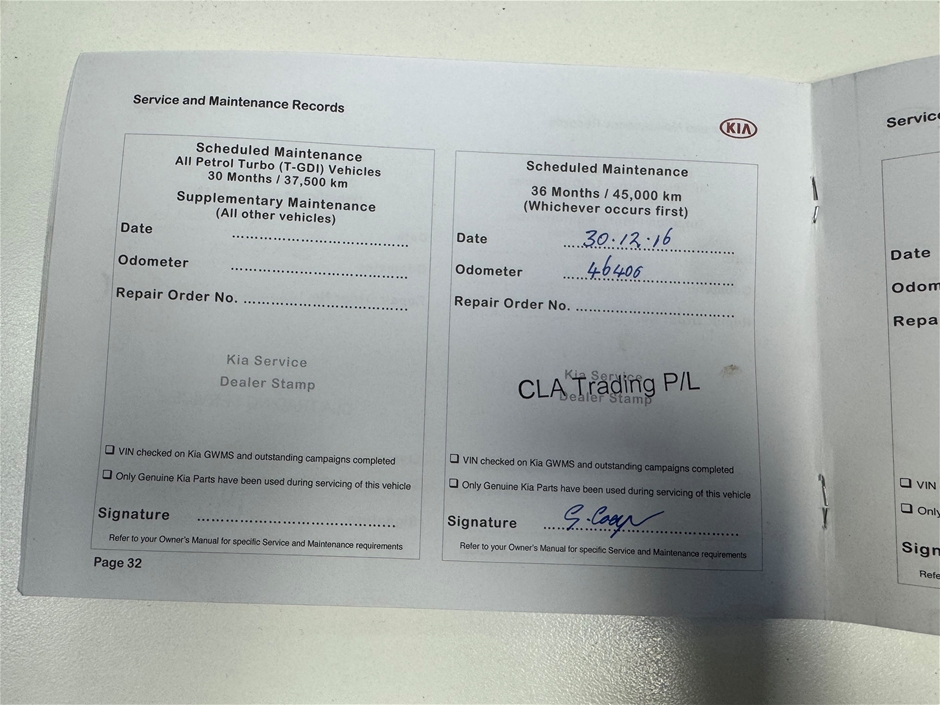 Service and Maintenance Records
KIA
Scheduled Maintenance
All Petrol Turbo (T-GDI) Vehicles
30 Months / 37,500 km
Supplementary Maintenance
(All other vehicles)
Date ....................................
Odometer ....................................
Repair Order No. ....................................
Kia Service
Dealer Stamp
❑ VIN checked on Kia GWMS and outstanding campaigns completed
❑ Only Genuine Kia Parts have been used during servicing of this vehicle
Signature ....................................
Refer to your Owner's Manual for specific Service and Maintenance requirements
Page 32
Scheduled Maintenance
36 Months / 45,000 km
(Whichever occurs first)
Date 30.12.16
Odometer 46406
Repair Order No. ....................................
Kia Service
CLA Trading P/L
Dealer Stamp
❑ VIN checked on Kia GWMS and outstanding campaigns completed
❑ Only Genuine Kia Parts have been used during servicing of this vehicle
Signature
Refer to your Owner's Manual for specific Service and Maintenance requirements
Servic
Date
Odom
Repa
❑ VIN
❑ Only
Sign
Refe